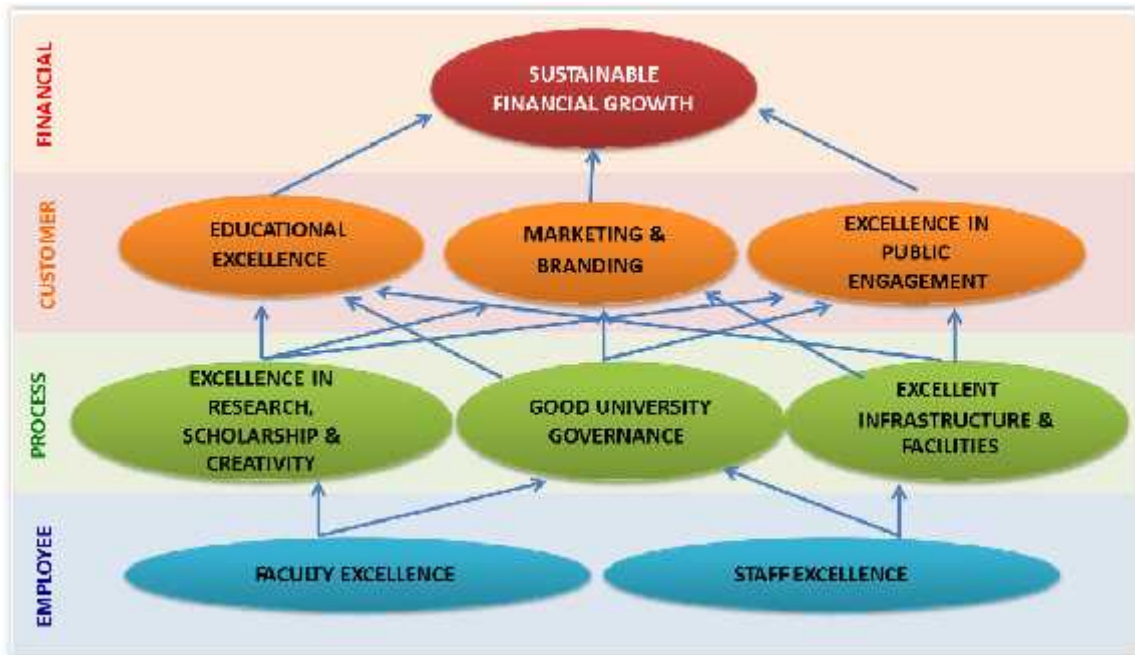 FINANCIAL
SUSTAINABLE
FINANCIAL GROWTH
CUSTOMER
EDUCATIONAL
EXCELLENCE
MARKETING &
BRANDING
EXCELLENCE IN
PUBLIC
ENGAGEMENT
PROCESS
EXCELLENCE IN
RESEARCH,
SCHOLARSHIP &
CREATIVITY
GOOD UNIVERSITY
GOVERNANCE
EXCELLENT
INFRASTRUCTURE &
FACILITIES
EMPLOYEE
FACULTY EXCELLENCE
STAFF EXCELLENCE